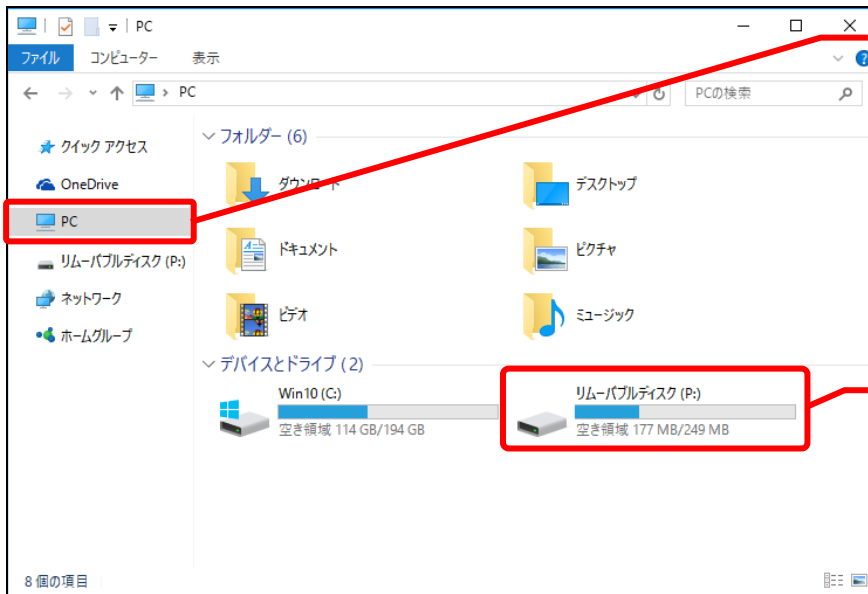 PC
ファイル コンピューター 表示
PC PCの検索
クイック アクセス
OneDrive
PC
リムーバブルディスク (P:)
ネットワーク
ホームグループ
フォルダー (6)
ダウンロード デスクトップ
ドキュメント ピクチャ
ビデオ ミュージック
デバイスとドライブ (2)
Win10 (C:)
空き領域 114 GB/194 GB
リムーバブルディスク (P:)
空き領域 177 MB/249 MB
8 個の項目